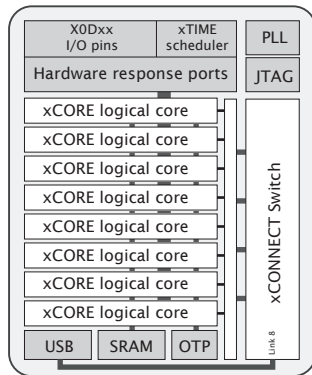 X0Dxx
I/O pins
xTIME
scheduler
PLL
Hardware response ports
JTAG
xCORE logical core
xCORE logical core
xCORE logical core
xCORE logical core
xCORE logical core
xCORE logical core
xCORE logical core
xCORE logical core
xCONNECT Switch
Link 8
USB
SRAM
OTP